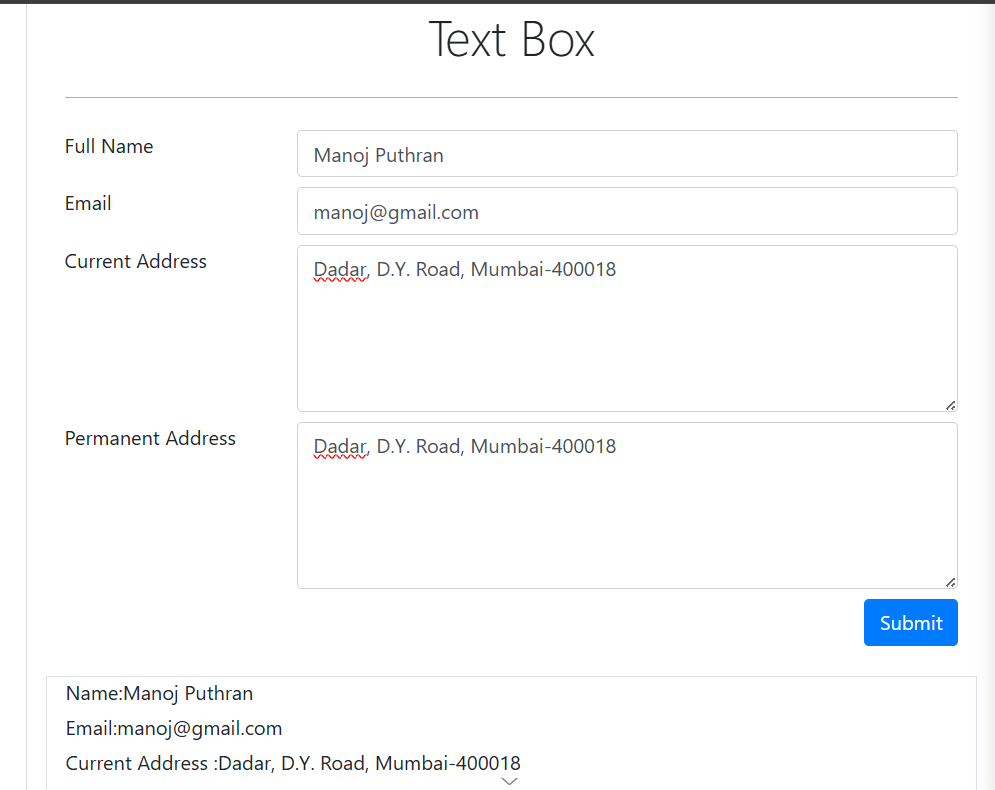 Text Box
Full Name
Manoj Puthran
Email
manoj@gmail.com
Current Address
Dadar, D.Y. Road, Mumbai-400018
Permanent Address
Dadar, D.Y. Road, Mumbai-400018
Submit
Name:Manoj Puthran
Email:manoj@gmail.com
Current Address :Dadar, D.Y. Road, Mumbai-400018